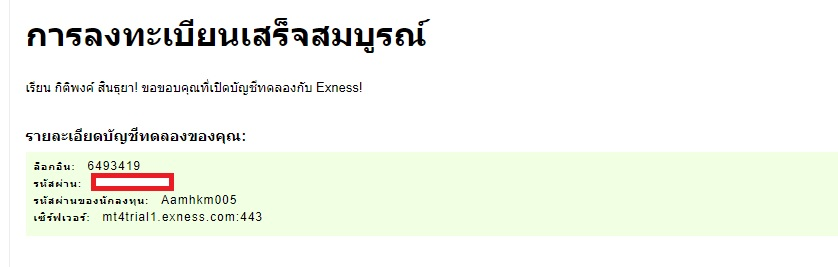 การลงทะเบียนเสร็จสมบูรณ์
เรียน กิติพงค์ สินธุยา! ขอขอบคุณที่เปิดบัญชีทดลองกับ Exness!
รายละเอียดบัญชีทดลองของคุณ:
ล็อกอิน: 6493419
รหัสผ่าน:
รหัสผ่านของนักลงทุน: Aamhkm005
เซิร์ฟเวอร์: mt4trial1.exness.com:443